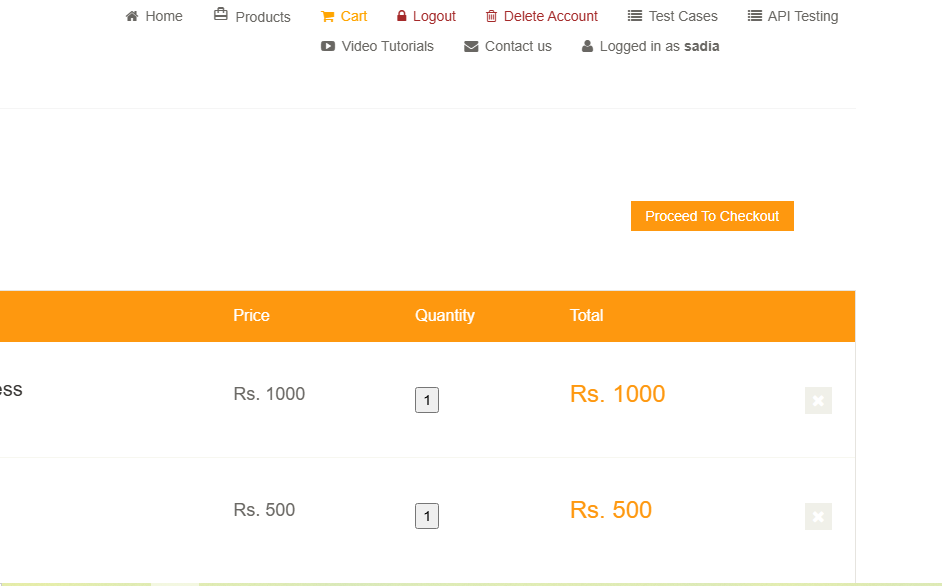 Home Products Cart Logout Delete Account Test Cases API Testing
Video Tutorials Contact us Logged in as sadia
Proceed To Checkout
Price Quantity Total
ess Rs. 1000 1 Rs. 1000
Rs. 500 1 Rs. 500